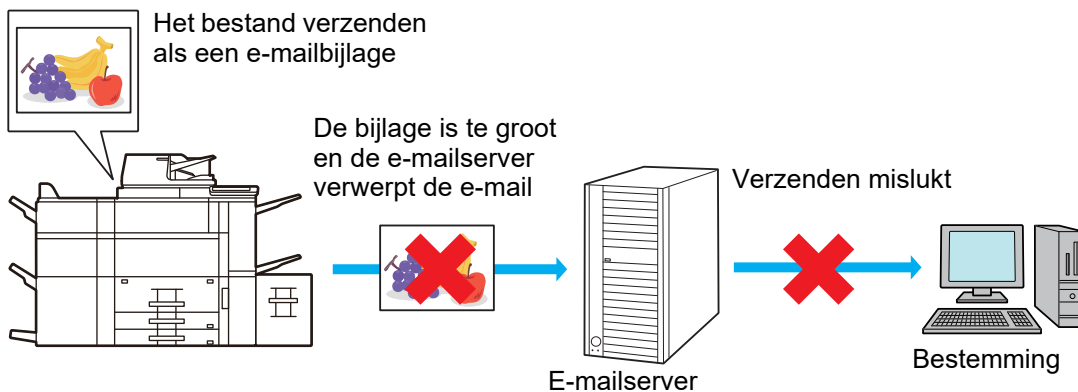 Het bestand verzenden
als een e-mailbijlage
De bijlage is te groot
en de e-mailserver
verwerpt de e-mail
Verzenden mislukt
Bestemming
E-mailserver